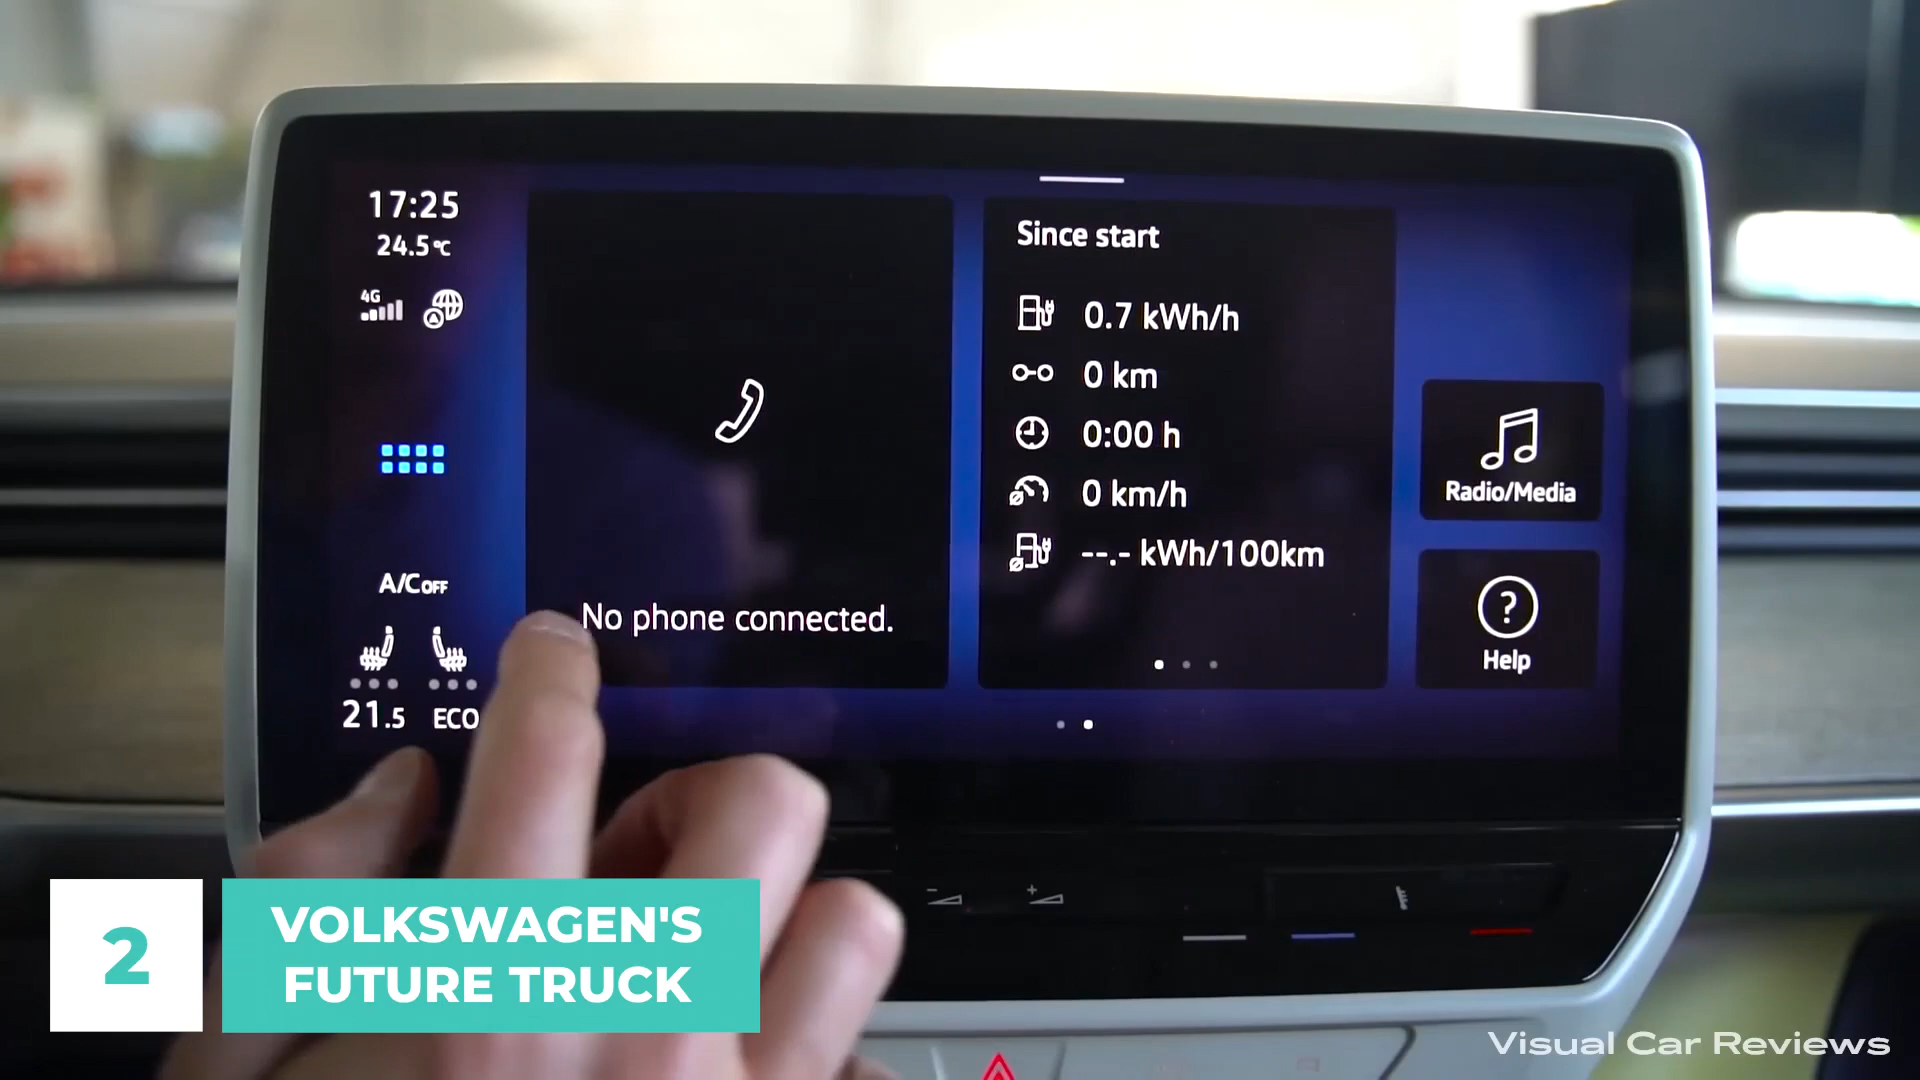 17:25
24.5°C
4G
A/C OFF
21.5 ECO
No phone connected.
Since start
0.7 kWh/h
0 km
0:00 h
0 km/h
--.- kWh/100km
Radio/Media
?
Help
- +
2
VOLKSWAGEN'S
FUTURE TRUCK
Visual Car Reviews